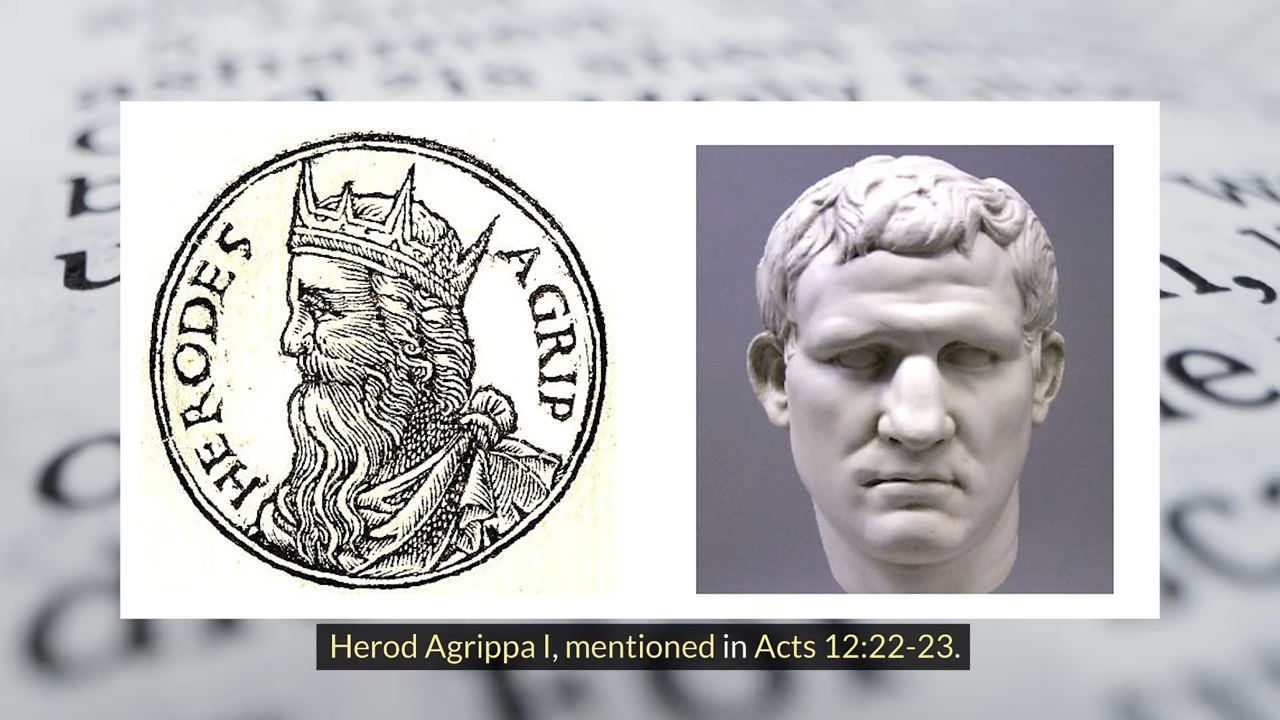 HERODES AGRIP
Herod Agrippa I, mentioned in Acts 12:22-23.